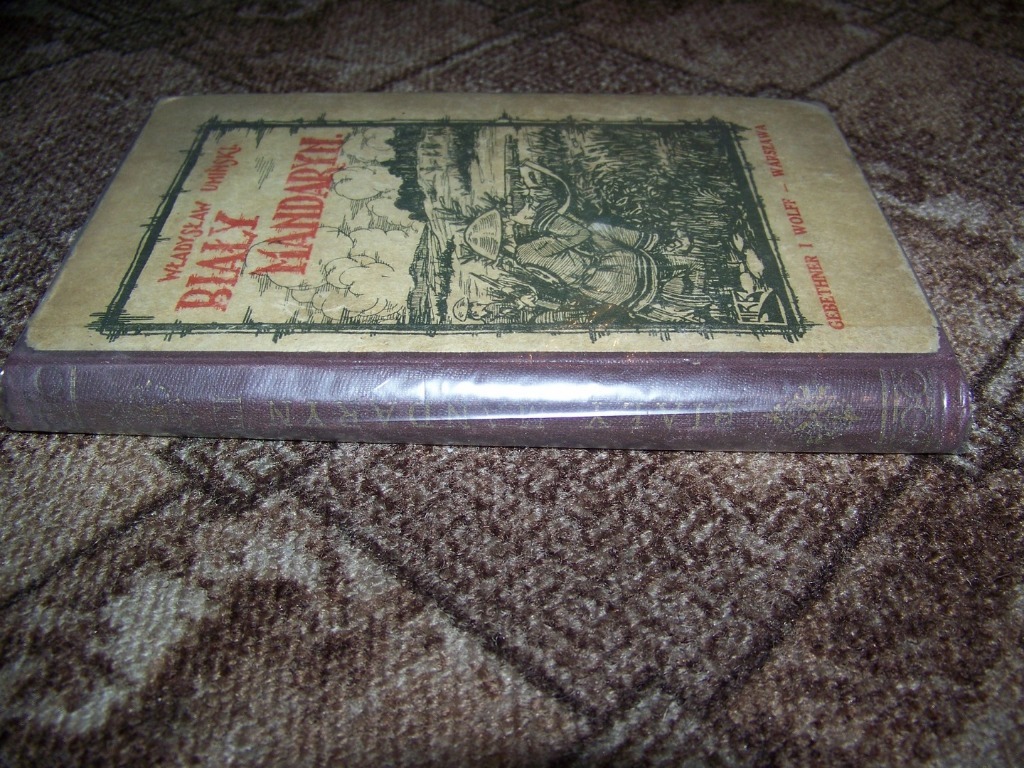 WŁADYSŁAW UMIŃSKI
BIAŁY
MANDARYN.
GEBETHNER I WOLFF – WARSZAWA
BIAŁY MANDARYN